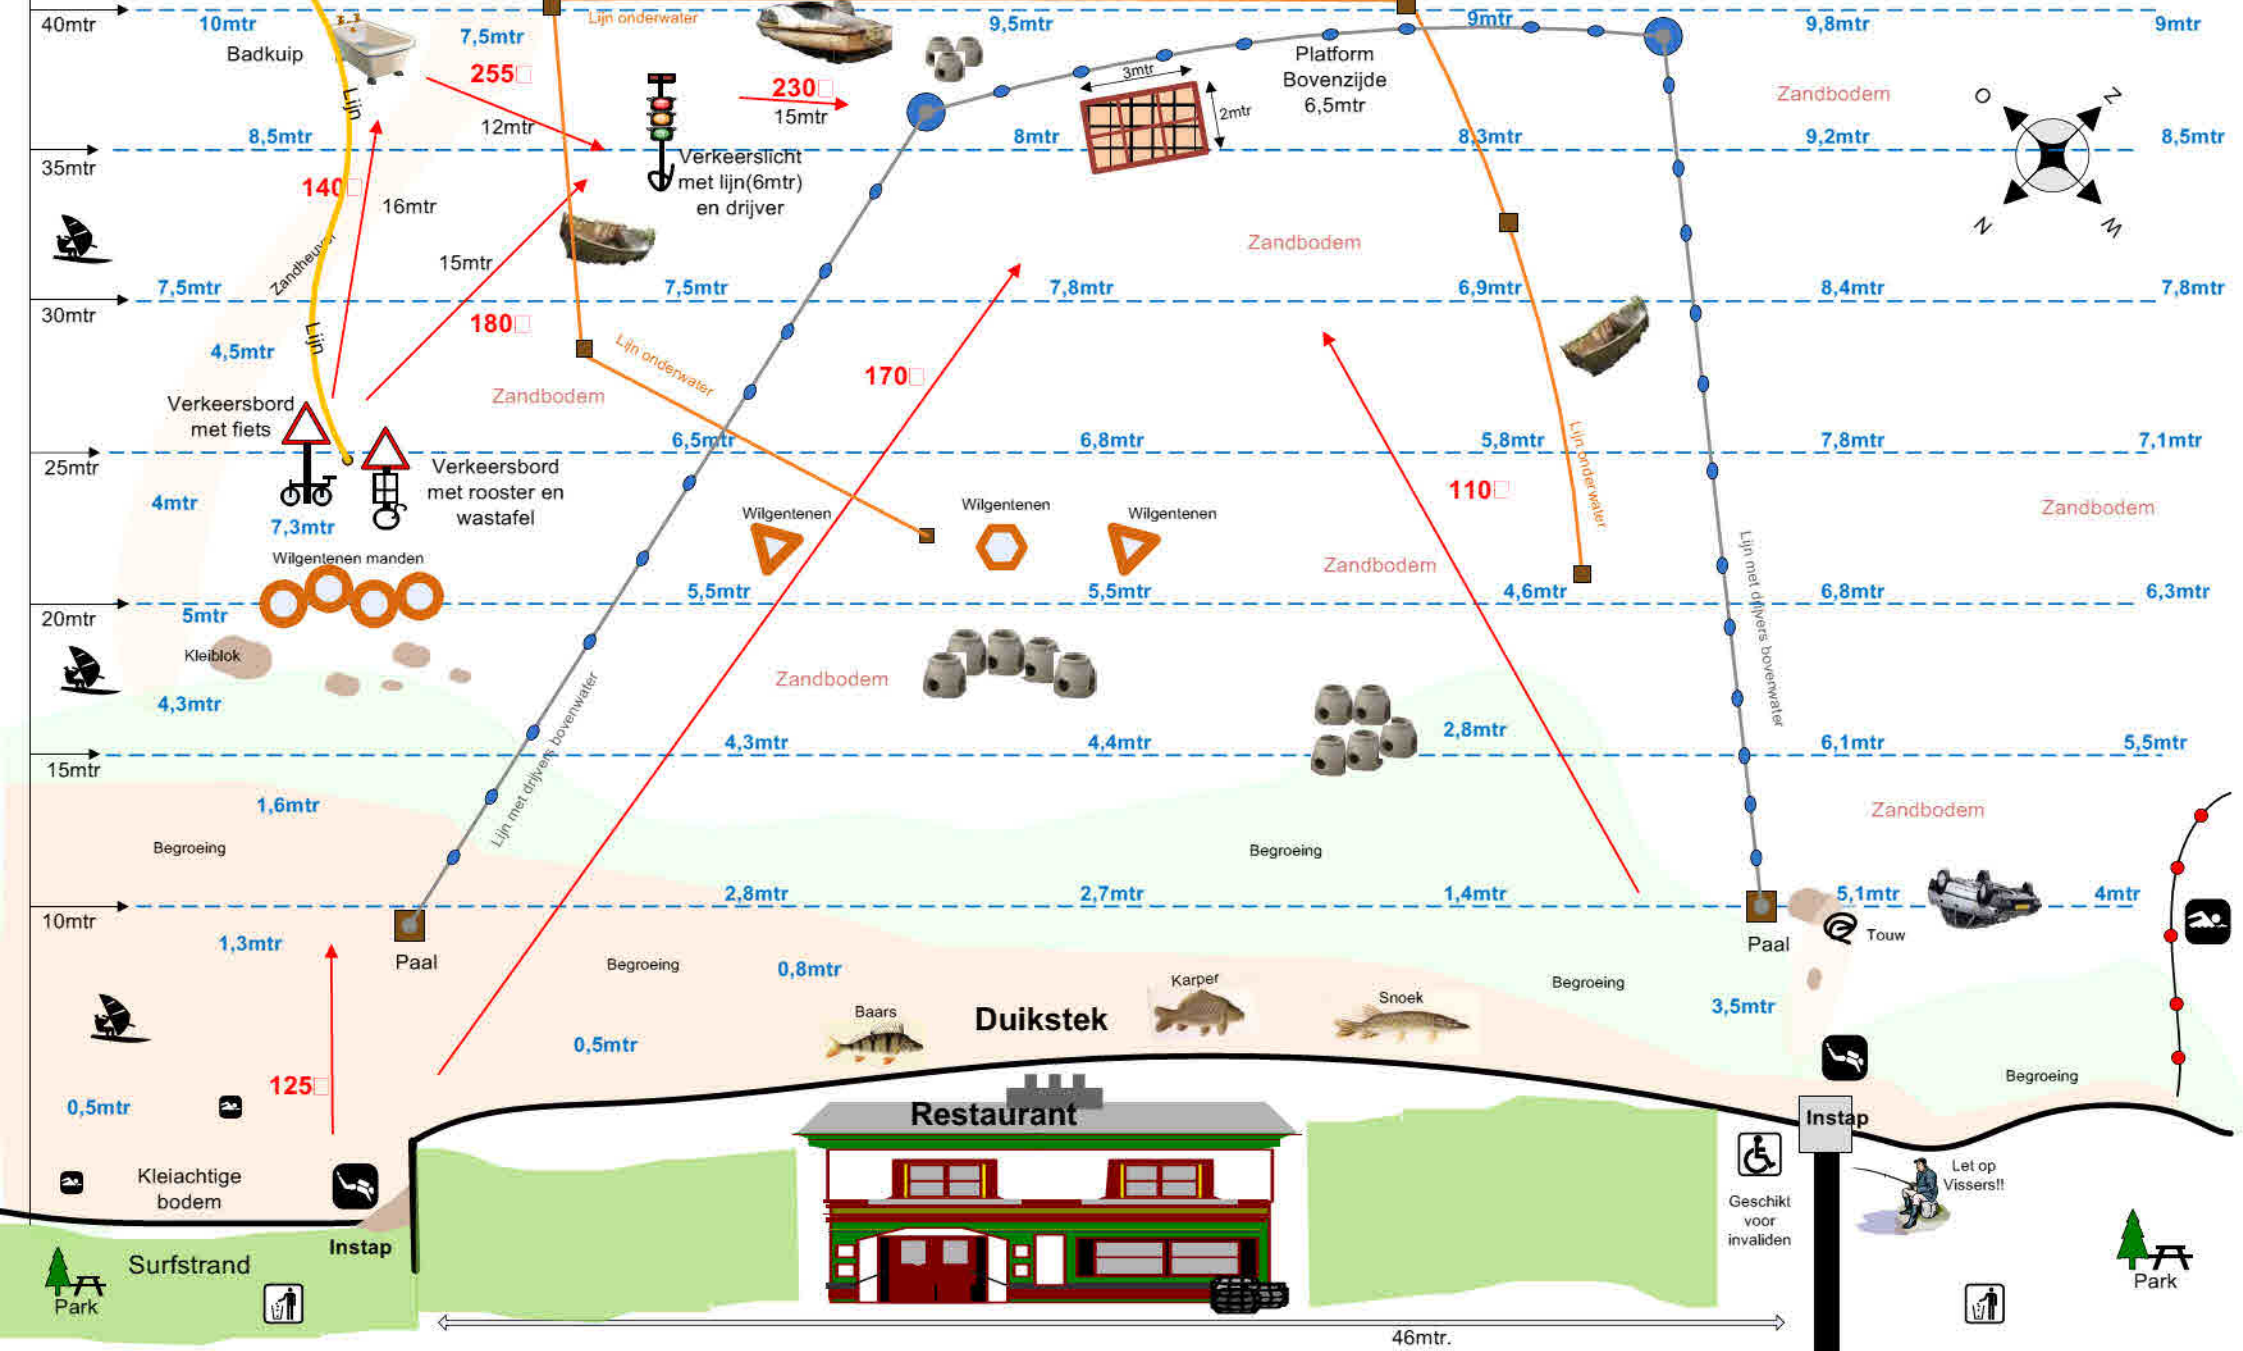 40mtr
10mtr
Badkuip
7,5mtr
Lijn onderwater
9,5mtr
9mtr
9,8mtr
9mtr
Lijn
255
12mtr
230
15mtr
3mtr
2mtr
Platform
Bovenzijde
6,5mtr
Zandbodem
O
Z
N
W
35mtr
8,5mtr
8mtr
8,3mtr
9,2mtr
8,5mtr
Verkeerslicht
met lijn(6mtr)
en drijver
140
16mtr
Zandheuvel
15mtr
Zandbodem
30mtr
7,5mtr
7,5mtr
7,8mtr
6,9mtr
8,4mtr
7,8mtr
Lijn
180
4,5mtr
Lijn onderwater
170
Zandbodem
Verkeersbord
met fiets
25mtr
6,5mtr
6,8mtr
5,8mtr
7,8mtr
7,1mtr
Lijn onderwater
Verkeersbord
met rooster en
wastafel
4mtr
7,3mtr
110
Zandbodem
Wilgentenen
Wilgentenen
Wilgentenen
Wilgentenen manden
Zandbodem
Lijn met drijvers bovenwater
20mtr
5mtr
5,5mtr
5,5mtr
4,6mtr
6,8mtr
6,3mtr
Kleiblok
Zandbodem
4,3mtr
Lijn met drijvers bovenwater
15mtr
4,3mtr
4,4mtr
2,8mtr
6,1mtr
5,5mtr
1,6mtr
Zandbodem
Begroeing
Begroeing
10mtr
2,8mtr
2,7mtr
1,4mtr
5,1mtr
4mtr
1,3mtr
Paal
Paal
Touw
Begroeing
0,8mtr
Begroeing
Karper
Snoek
Baars
Duikstek
3,5mtr
0,5mtr
125
0,5mtr
Begroeing
Restaurant
Instap
Kleiachtige
bodem
Let op
Vissers!!
Geschikt
voor
invaliden
Instap
Surfstrand
Park
Park
46mtr.